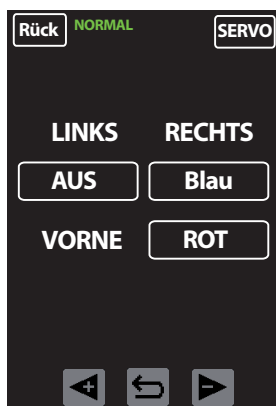 Rück NORMAL SERVO
LINKS RECHTS
AUS Blau
VORNE ROT
+ -